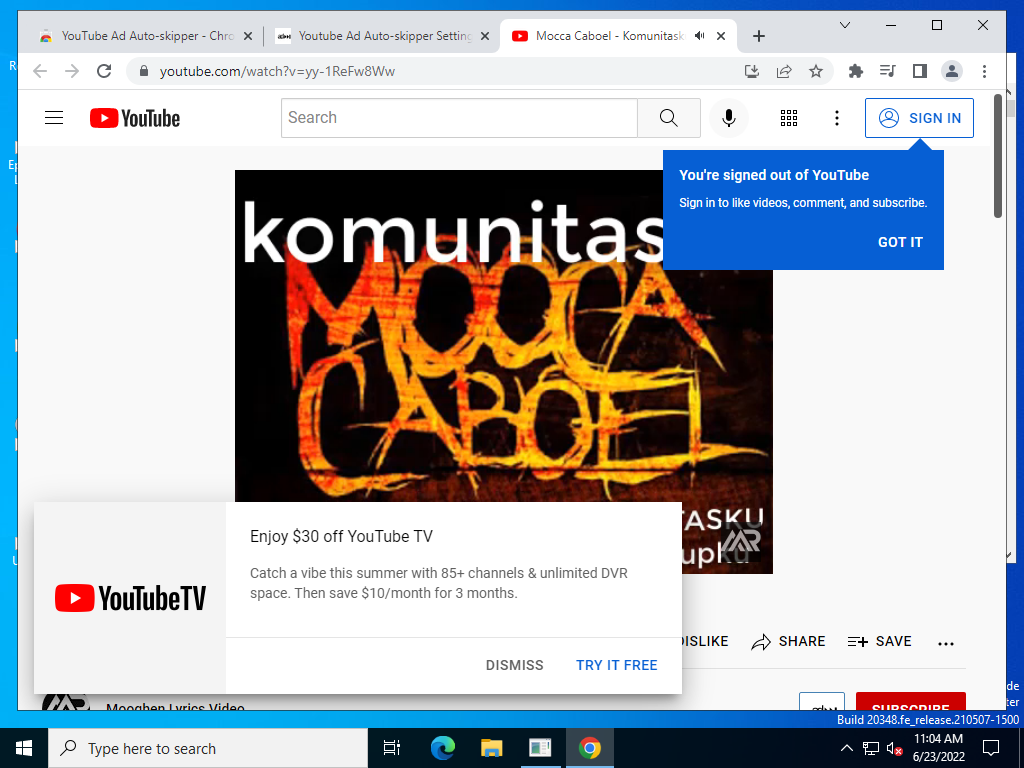 YouTube Ad Auto-skipper - Chro
Youtube Ad Auto-skipper Setting
Mocca Caboel - Komunitask
youtube.com/watch?v=yy-1ReFw8Ww
YouTube
Search
SIGN IN
You're signed out of YouTube
Sign in to like videos, comment, and subscribe.
GOT IT
komunitas
MOCCA
CABOEL
TASKU
upku
Enjoy $30 off YouTube TV
Catch a vibe this summer with 85+ channels & unlimited DVR
space. Then save $10/month for 3 months.
YouTubeTV
DISMISS
TRY IT FREE
DISLIKE
SHARE
SAVE
Mooghen Lyrics Video
SUBSCRIBE
Build 20348.fe_release.210507-1500
Type here to search
11:04 AM
6/23/2022